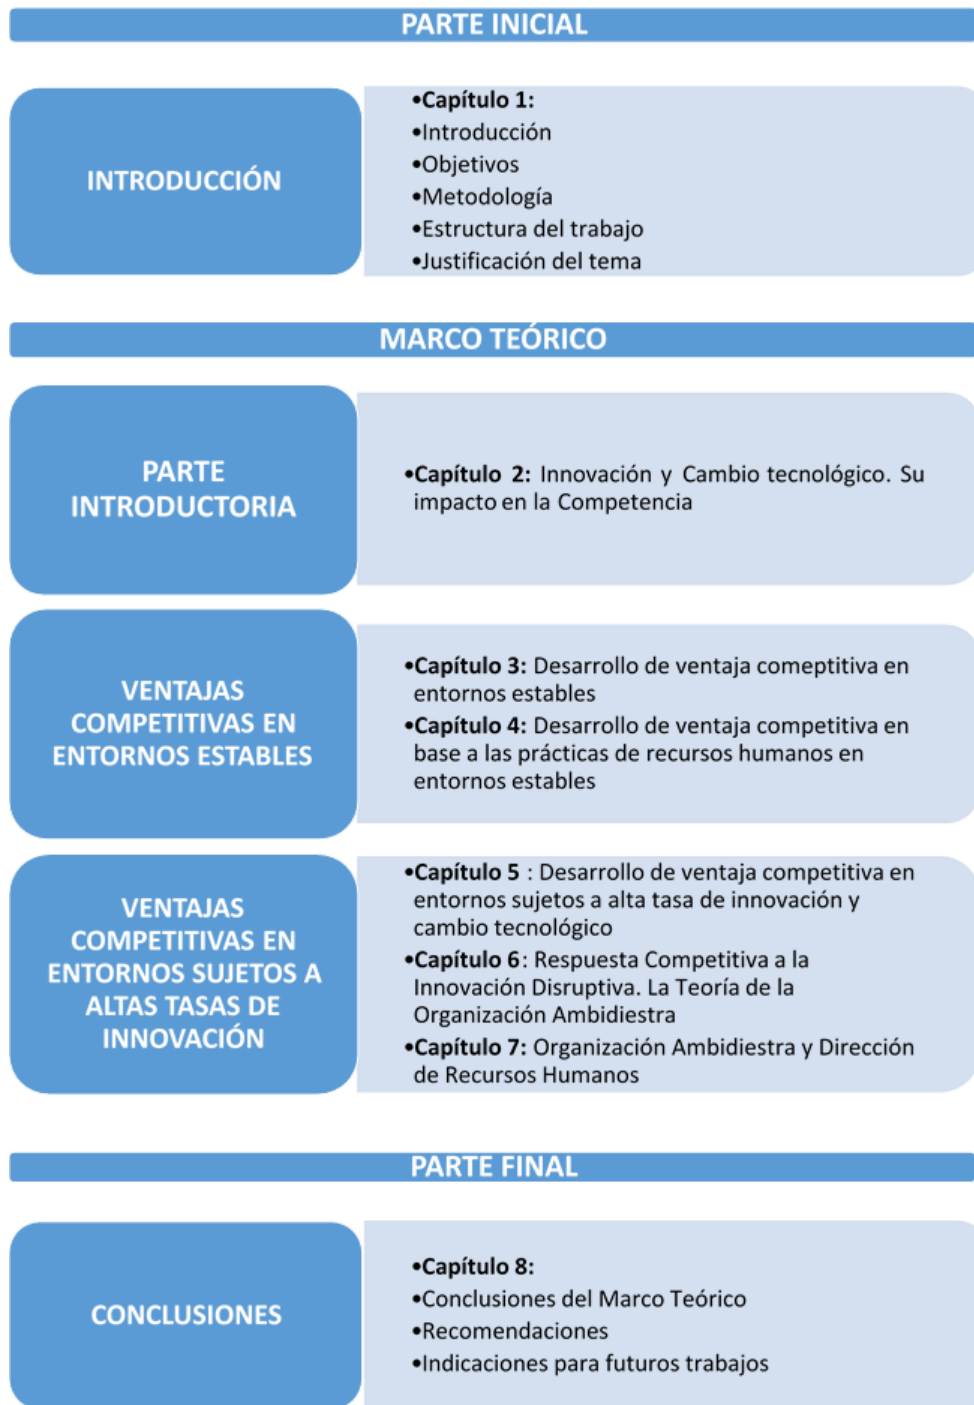 PARTE INICIAL
INTRODUCCIÓN
•Capítulo 1:
•Introducción
•Objetivos
•Metodología
•Estructura del trabajo
•Justificación del tema
MARCO TEÓRICO
PARTE
INTRODUCTORIA
•Capítulo 2: Innovación y Cambio tecnológico. Su
impacto en la Competencia
VENTAJAS
COMPETITIVAS EN
ENTORNOS ESTABLES
•Capítulo 3: Desarrollo de ventaja comeptitiva en
entornos estables
•Capítulo 4: Desarrollo de ventaja competitiva en
base a las prácticas de recursos humanos en
entornos estables
VENTAJAS
COMPETITIVAS EN
ENTORNOS SUJETOS A
ALTAS TASAS DE
INNOVACIÓN
•Capítulo 5 : Desarrollo de ventaja competitiva en
entornos sujetos a alta tasa de innovación y
cambio tecnológico
•Capítulo 6: Respuesta Competitiva a la
Innovación Disruptiva. La Teoría de la
Organización Ambidiestra
•Capítulo 7: Organización Ambidiestra y Dirección
de Recursos Humanos
PARTE FINAL
CONCLUSIONES
•Capítulo 8:
•Conclusiones del Marco Teórico
•Recomendaciones
•Indicaciones para futuros trabajos